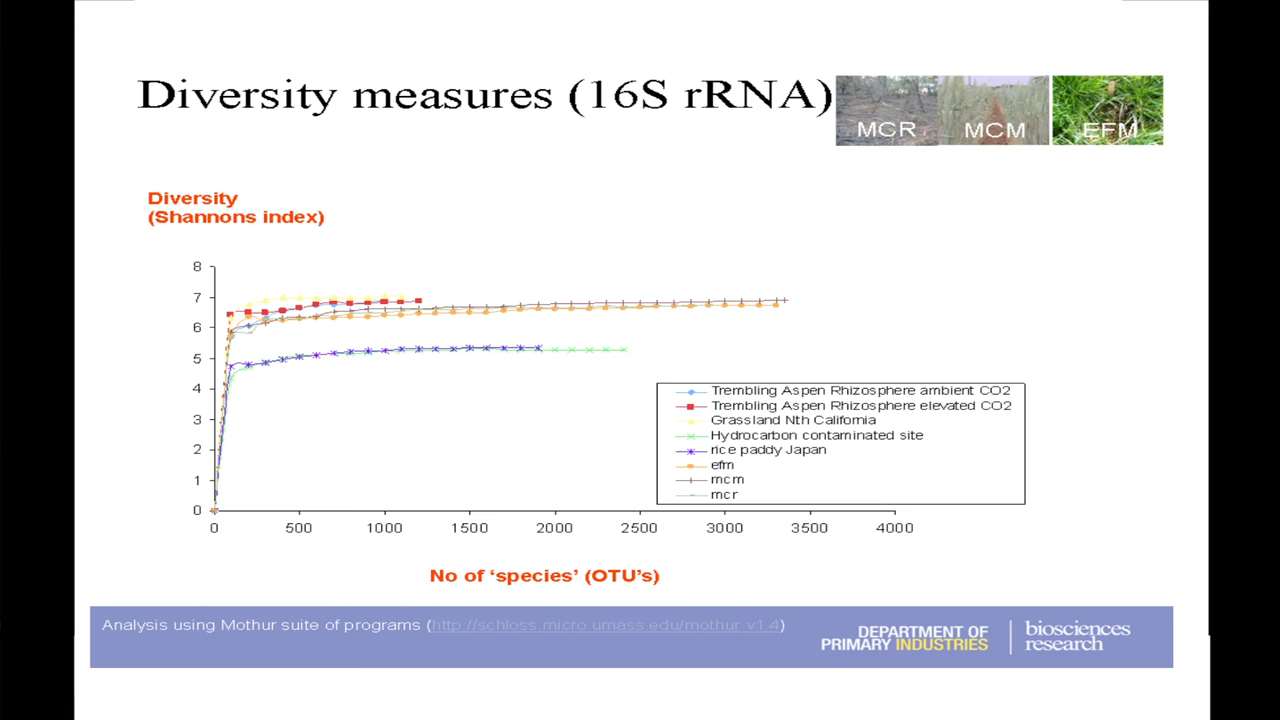 Diversity measures (16S rRNA)
MCR MCM EFM
Diversity
(Shannons index)
8
7
6
5
4
3
2
1
0
0 500 1000 1500 2000 2500 3000 3500 4000
Trembling Aspen Rhizosphere ambient CO2
Trembling Aspen Rhizosphere elevated CO2
Grassland Nth California
Hydrocarbon contaminated site
rice paddy Japan
efm
mcm
mcr
No of ‘species’ (OTU’s)
Analysis using Mothur suite of programs (http://schloss.micro.umass.edu/mothur_v1.4)
DEPARTMENT OF
PRIMARY INDUSTRIES
biosciences
research